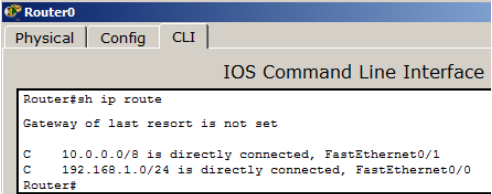 Router0
Physical Config CLI
IOS Command Line Interface
Router#sh ip route
Gateway of last resort is not set
C    10.0.0.0/8 is directly connected, FastEthernet0/1
C    192.168.1.0/24 is directly connected, FastEthernet0/0
Router#